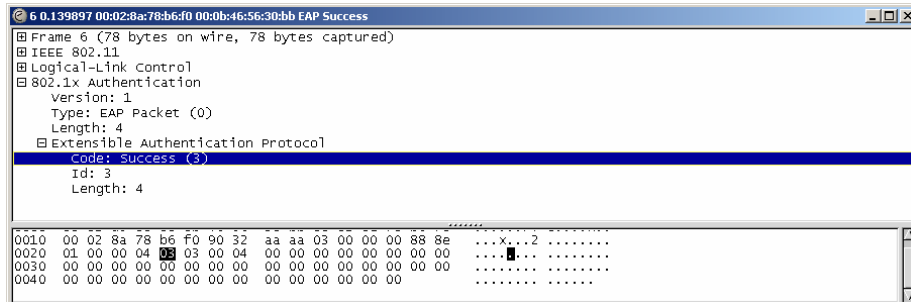 6 0.139897 00:02:8a:78:b6:f0 00:0b:46:56:30:bb EAP Success
Frame 6 (78 bytes on wire, 78 bytes captured)
IEEE 802.11
Logical-Link Control
802.1x Authentication
Version: 1
Type: EAP Packet (0)
Length: 4
Extensible Authentication Protocol
Code: Success (3)
Id: 3
Length: 4
0010 00 02 8a 78 b6 f0 90 32 aa aa 03 00 00 00 88 8e ...x...2 ........
0020 01 00 00 04 03 03 00 04 00 00 00 00 00 00 00 00 ........ ........
0030 00 00 00 00 00 00 00 00 00 00 00 00 00 00 00 00 ........ ........
0040 00 00 00 00 00 00 00 00 00 00 00 00 00 00 ........ ......